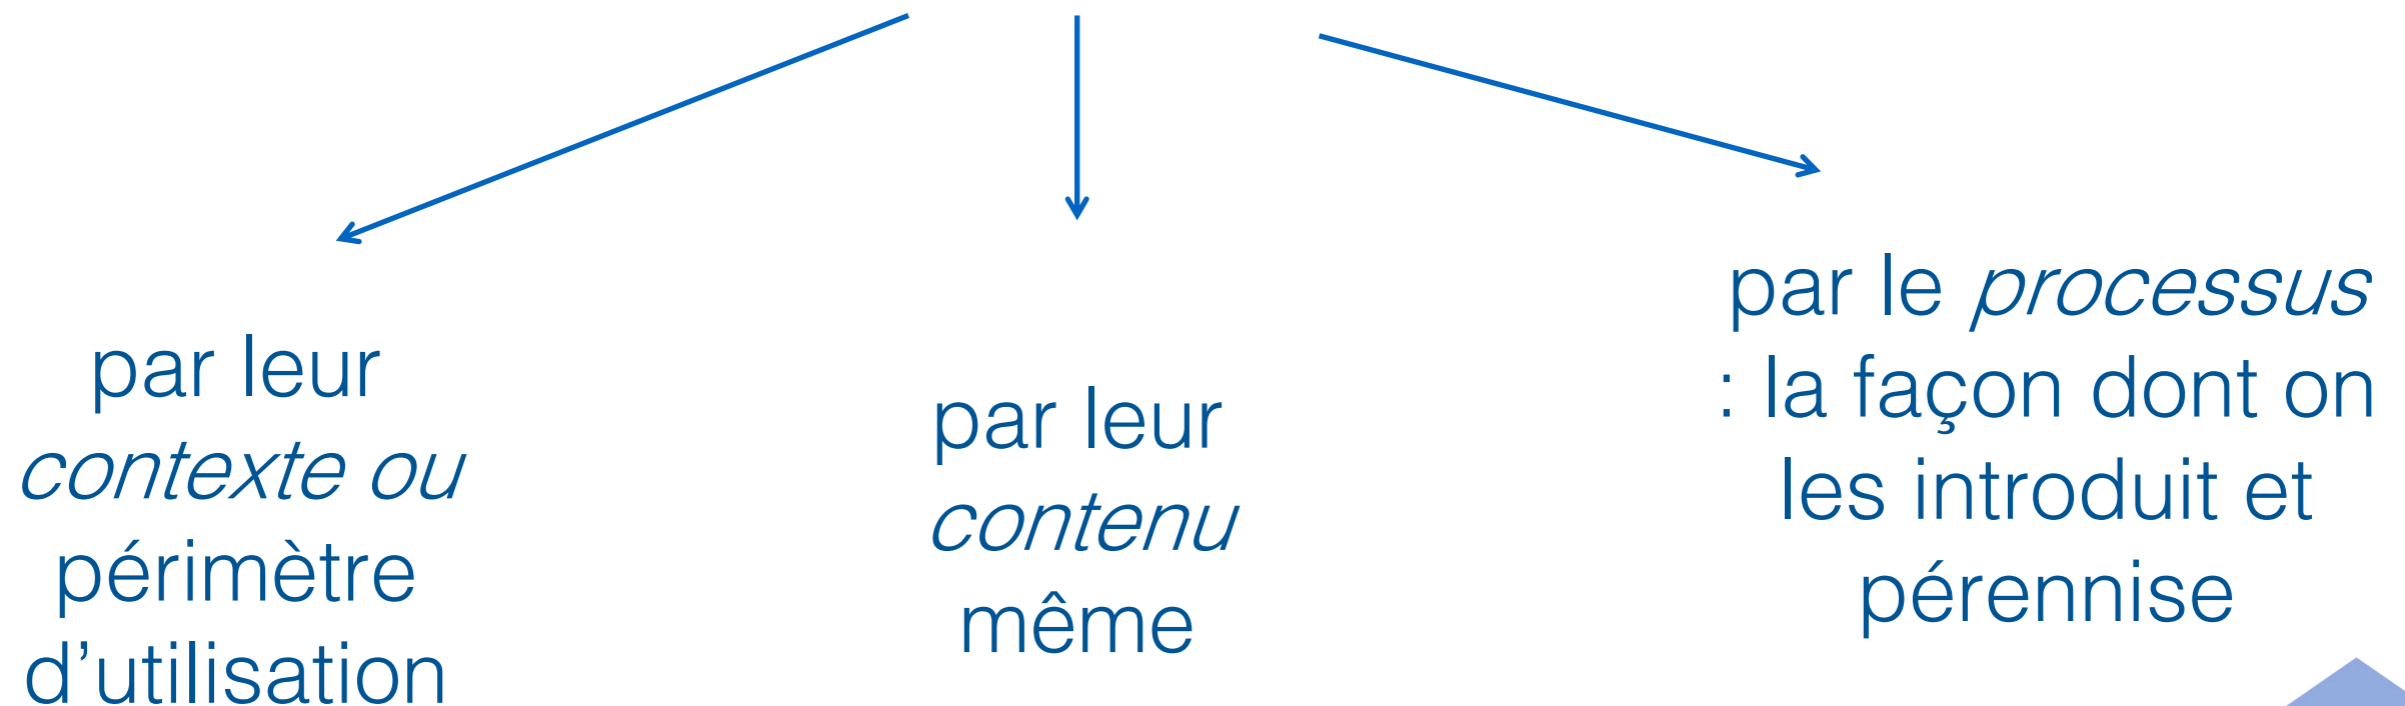 par leur
contexte ou
périmètre
d’utilisation
par leur
contenu
même
par le processus
: la façon dont on
les introduit et
pérennise